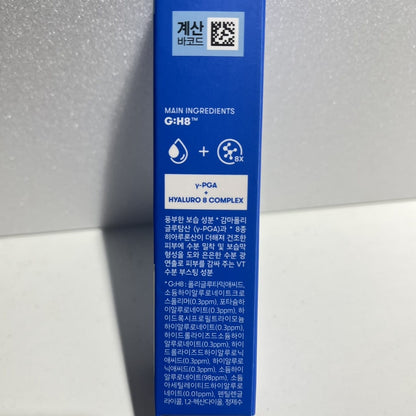 계산
바코드
MAIN INGREDIENTS
G:H8™
+
8X
γ-PGA
+
HYALURO 8 COMPLEX
풍부한 보습 성분 * 감마폴리
글루탐산 (γ-PGA)과 * 8종
히아루론산이 더해져 건조한
피부에 수분 밀착 및 보습막
형성을 도와 은은한 수분 광
연출로 피부를 감싸 주는 VT
수분 부스팅 성분
*G:H8 : 폴리글루타믹애씨드,
소듐하이알루로네이트크로
스폴리머(0.3ppm), 포타슘하
이알루로네이트(0.3ppm), 하
이드록시프로필트라이모늄
하이알루로네이트(0.3ppm),
하이드롤라이즈드소듐하이
알루로네이트(0.3ppm), 하이
드롤라이즈드하이알루로닉
애씨드(0.3ppm), 하이알루로
닉애씨드(0.3ppm), 소듐하이
알루로네이트(98ppm), 소듐
아세틸레이티드하이알루로
네이트(0.01ppm), 펜틸렌글
라이콜, 1,2-헥산다이올, 정제수